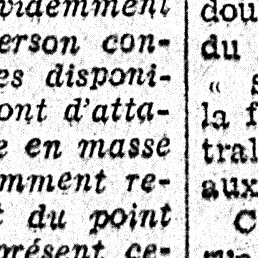 videmment
erson con-
es disponi-
ont d'atta-
e en masse
mment re-
t du point
présent ce-
dou
du
« s
la f
tral
aux
C